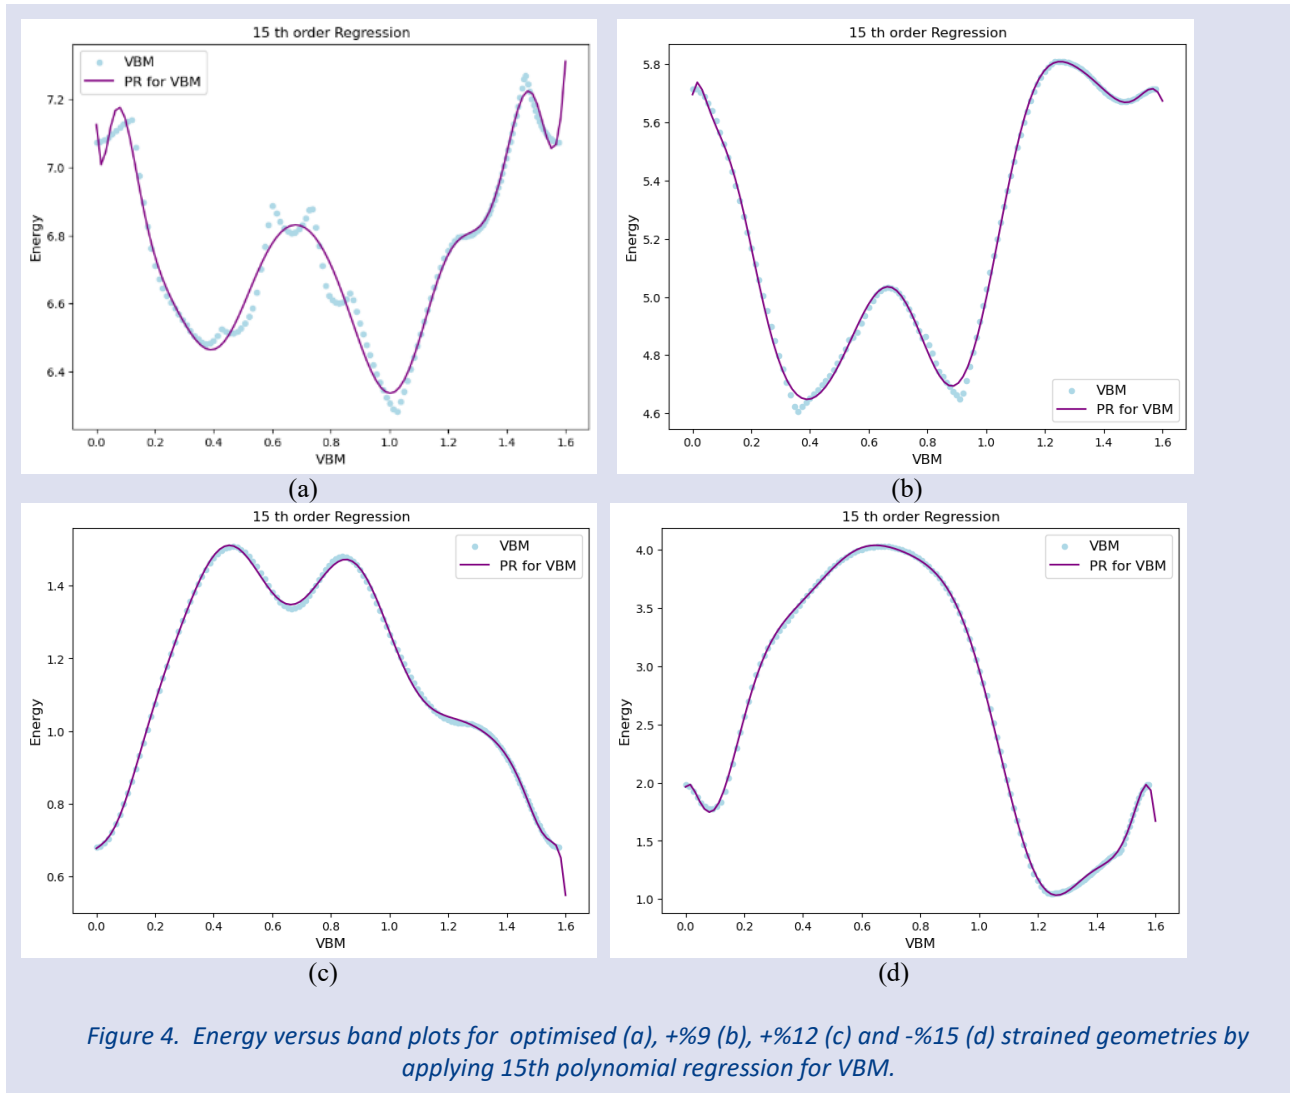 15 th order Regression
VBM
PR for VBM
7.2
7.0
6.8
6.6
6.4
Energy
0.0 0.2 0.4 0.6 0.8 1.0 1.2 1.4 1.6
VBM
(a)
15 th order Regression
5.8
5.6
5.4
5.2
5.0
4.8
4.6
Energy
VBM
PR for VBM
0.0 0.2 0.4 0.6 0.8 1.0 1.2 1.4 1.6
VBM
(b)
15 th order Regression
VBM
PR for VBM
1.4
1.2
1.0
0.8
0.6
Energy
0.0 0.2 0.4 0.6 0.8 1.0 1.2 1.4 1.6
VBM
(c)
15 th order Regression
VBM
PR for VBM
4.0
3.5
3.0
2.5
2.0
1.5
1.0
Energy
0.0 0.2 0.4 0.6 0.8 1.0 1.2 1.4 1.6
VBM
(d)
Figure 4. Energy versus band plots for optimised (a), +%9 (b), +%12 (c) and -%15 (d) strained geometries by
applying 15th polynomial regression for VBM.